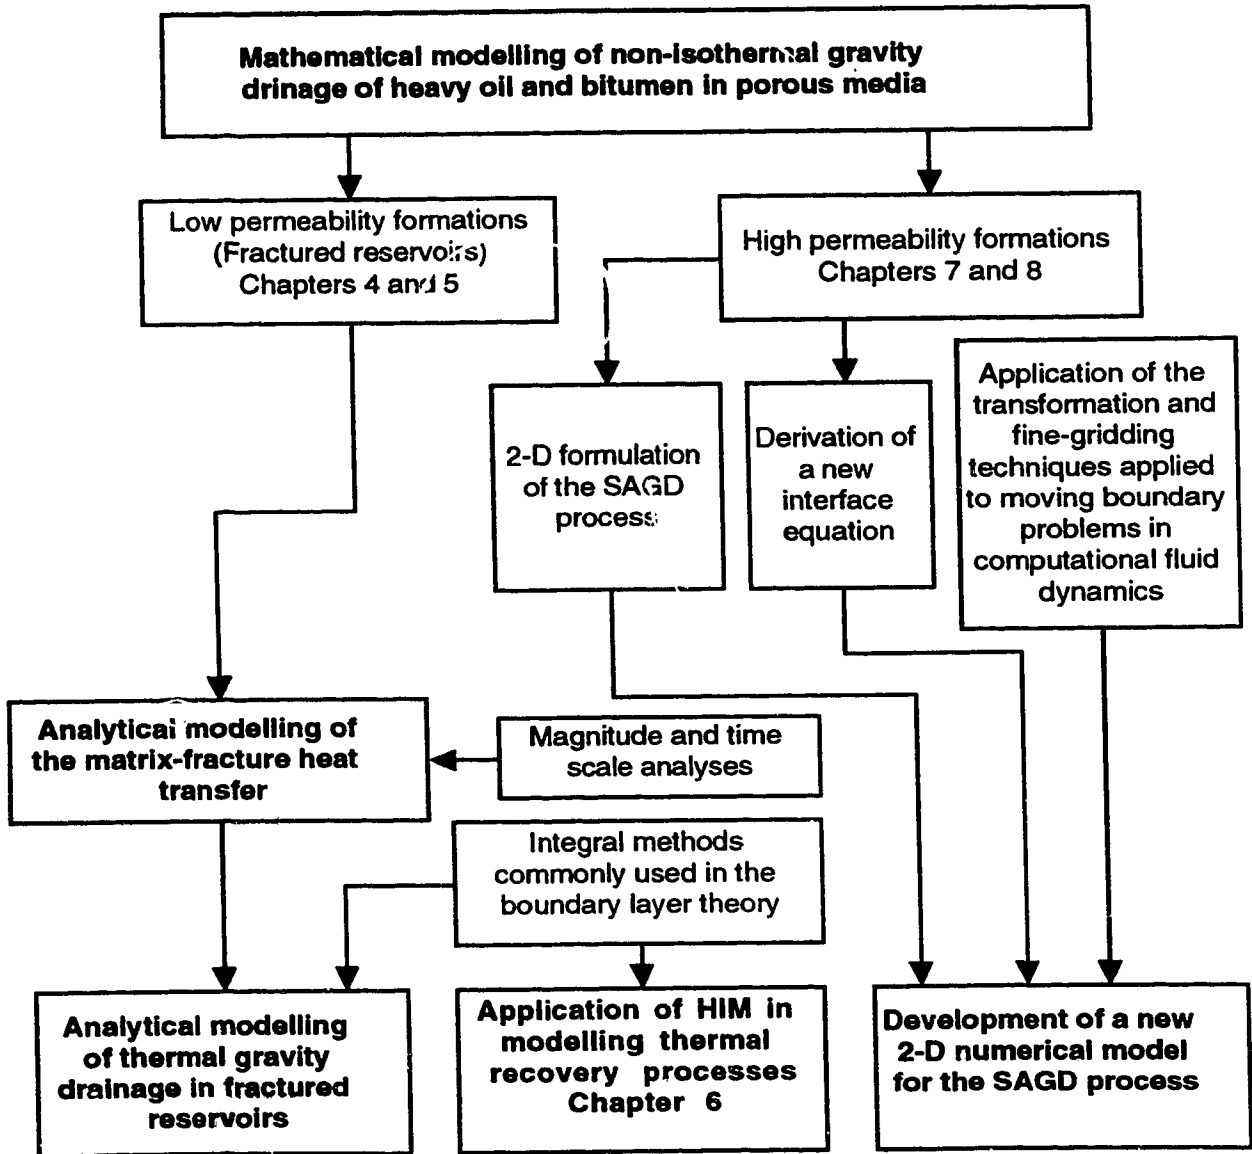 Mathematical modelling of non-isothermal gravity
drinage of heavy oil and bitumen in porous media
Low permeability formations
(Fractured reservoirs)
Chapters 4 and 5
High permeability formations
Chapters 7 and 8
2-D formulation
of the SAGD
process
Derivation of
a new
interface
equation
Application of the
transformation and
fine-gridding
techniques applied
to moving boundary
problems in
computational fluid
dynamics
Analytical modelling of
the matrix-fracture heat
transfer
Magnitude and time
scale analyses
Integral methods
commonly used in the
boundary layer theory
Analytical modelling
of thermal gravity
drainage in fractured
reservoirs
Application of HIM in
modelling thermal
recovery processes
Chapter 6
Development of a new
2-D numerical model
for the SAGD process